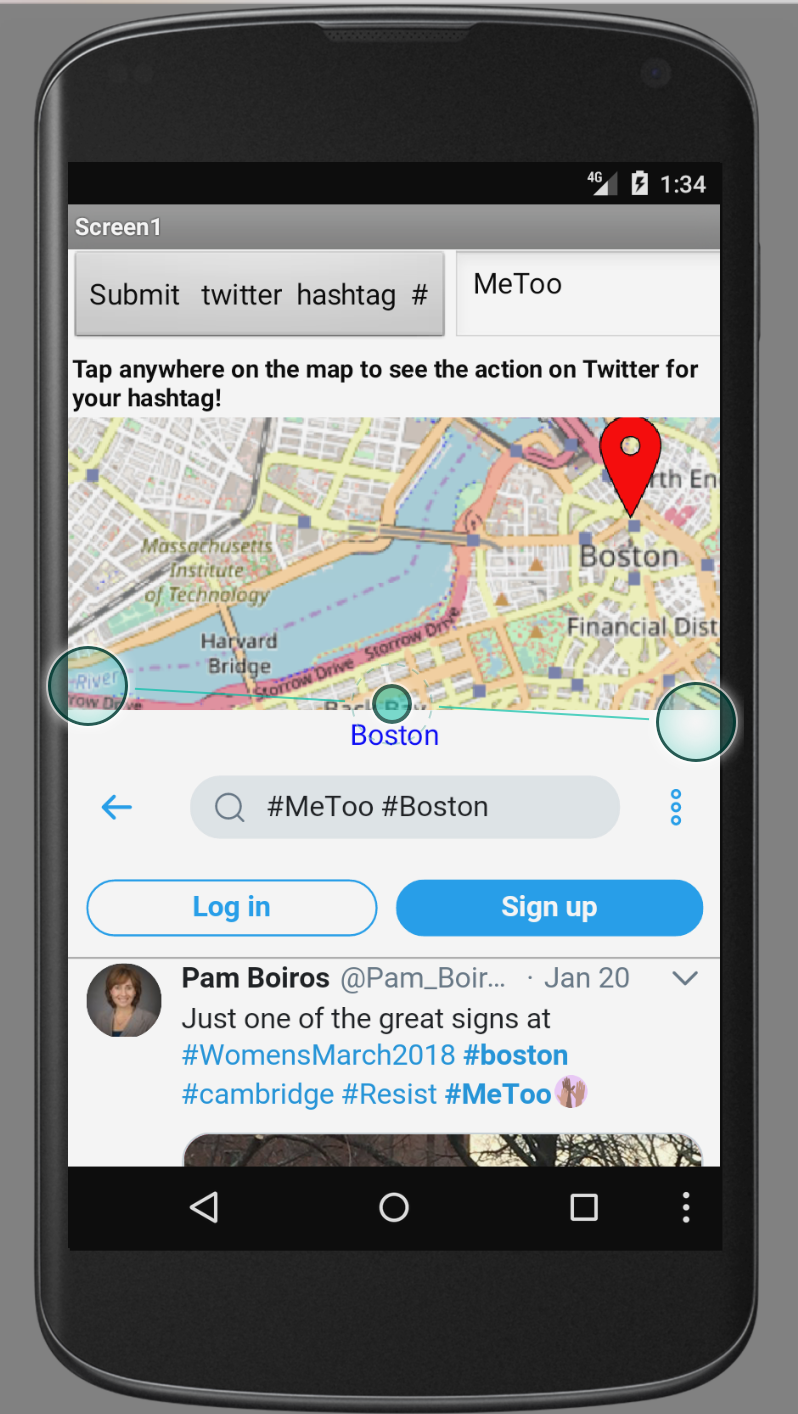 4G 1:34
Screen1
Submit twitter hashtag #
MeToo
Tap anywhere on the map to see the action on Twitter for
your hashtag!
Massachusetts
Institute
of Technology
Boston
Harvard
Bridge
Storrow Drive Storrow Drive
Financial Dist
River
Back Bay
Boston
#MeToo #Boston
Log in
Sign up
Pam Boiros @Pam_Boir... · Jan 20
Just one of the great signs at
#WomensMarch2018 #boston
#cambridge #Resist #MeToo